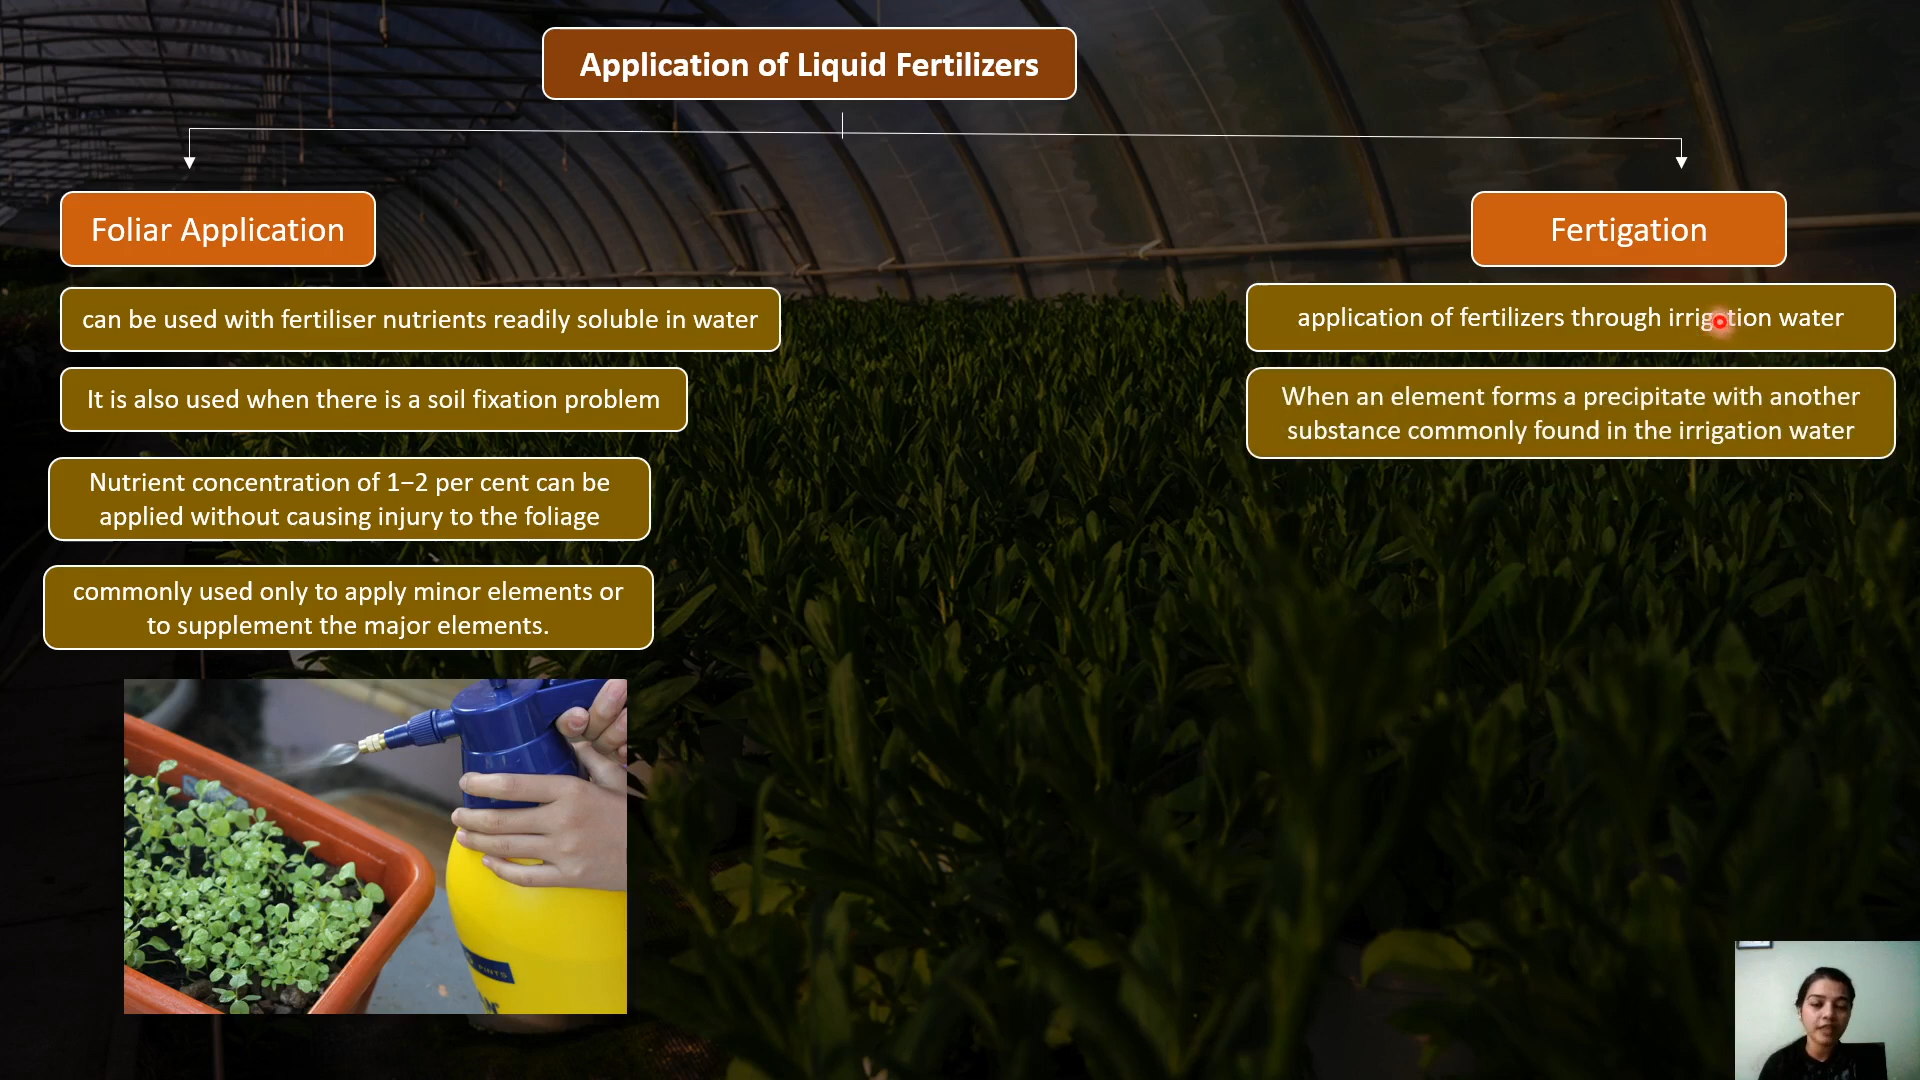 Application of Liquid Fertilizers
Foliar Application
can be used with fertiliser nutrients readily soluble in water
It is also used when there is a soil fixation problem
Nutrient concentration of 1–2 per cent can be
applied without causing injury to the foliage
commonly used only to apply minor elements or
to supplement the major elements.
Fertigation
application of fertilizers through irrigation water
When an element forms a precipitate with another
substance commonly found in the irrigation water
PINTS